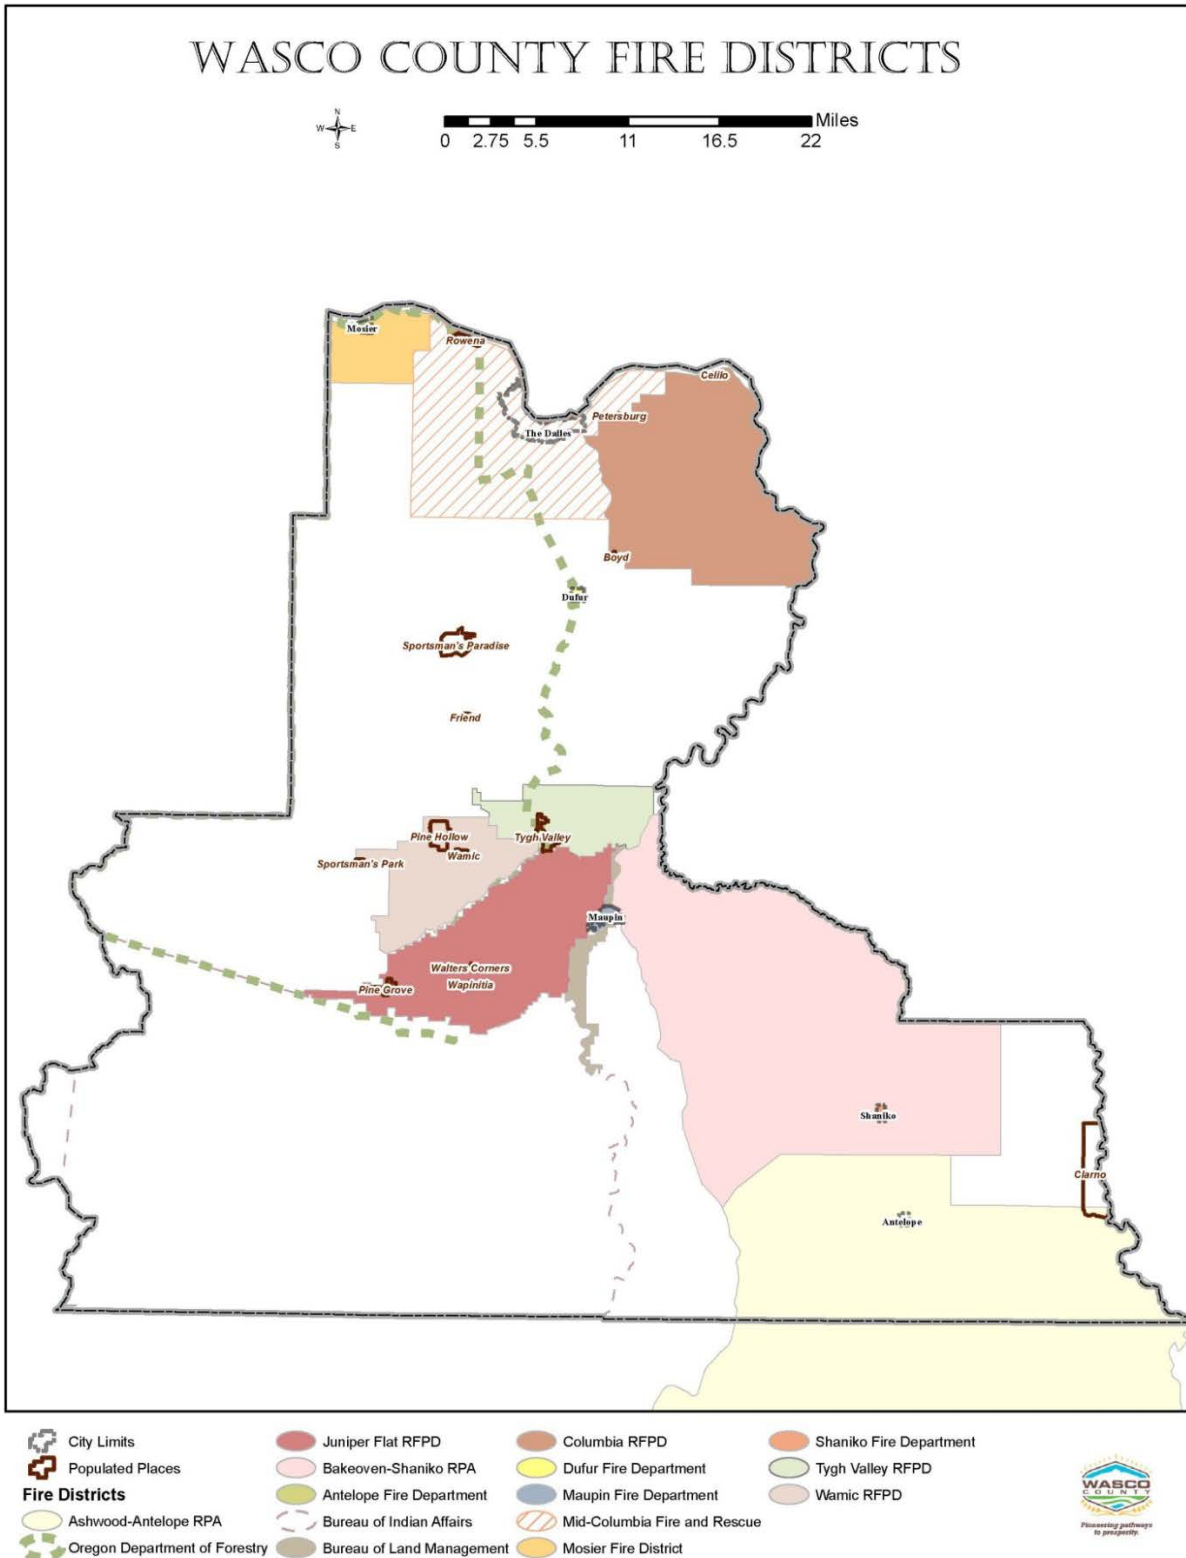 WASCO COUNTY FIRE DISTRICTS
N
W E
S
Miles
0 2.75 5.5 11 16.5 22
Mosier
Rowena
Celilo
Petersburg
The Dalles
Boyd
Dufur
Sportsman's Paradise
Friend
Pine Hollow
Tygh Valley
Wamic
Sportsman's Park
Maupin
Walters Corners
Wapinitia
Pine Grove
Shaniko
Clarno
Antelope
City Limits
Populated Places
Fire Districts
Ashwood-Antelope RPA
Oregon Department of Forestry
Juniper Flat RFPD
Bakeoven-Shaniko RPA
Antelope Fire Department
Bureau of Indian Affairs
Bureau of Land Management
Columbia RFPD
Dufur Fire Department
Maupin Fire Department
Mid-Columbia Fire and Rescue
Mosier Fire District
Shaniko Fire Department
Tygh Valley RFPD
Wamic RFPD
WASCO
COUNTY
Pioneering pathways
to prosperity.